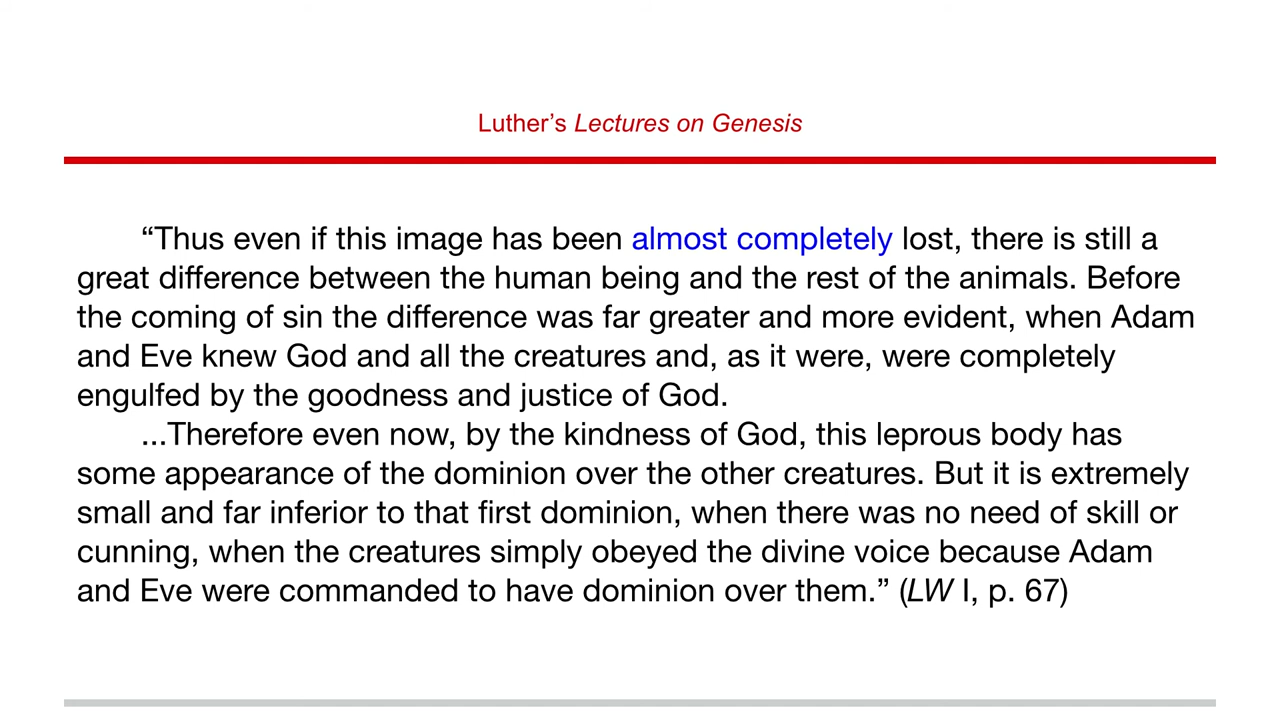 Luther’s Lectures on Genesis
“Thus even if this image has been almost completely lost, there is still a
great difference between the human being and the rest of the animals. Before
the coming of sin the difference was far greater and more evident, when Adam
and Eve knew God and all the creatures and, as it were, were completely
engulfed by the goodness and justice of God.
...Therefore even now, by the kindness of God, this leprous body has
some appearance of the dominion over the other creatures. But it is extremely
small and far inferior to that first dominion, when there was no need of skill or
cunning, when the creatures simply obeyed the divine voice because Adam
and Eve were commanded to have dominion over them.” (LW I, p. 67)